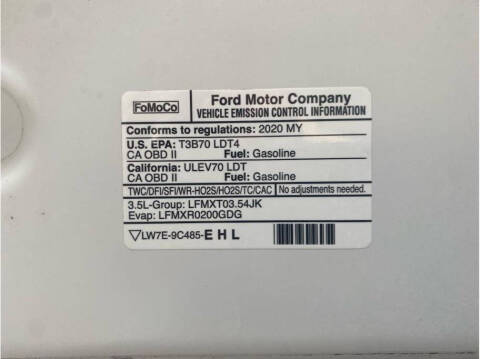 FoMoCo
Ford Motor Company
VEHICLE EMISSION CONTROL INFORMATION
Conforms to regulations: 2020 MY
U.S. EPA: T3B70 LDT4
CA OBD II Fuel: Gasoline
California: ULEV70 LDT
CA OBD II Fuel: Gasoline
TWC/DFI/SFI/WR-HO2S/HO2S/TC/CAC No adjustments needed.
3.5L-Group: LFMXT03.54JK
Evap: LFMXR0200GDG
▽LW7E-9C485-E H L